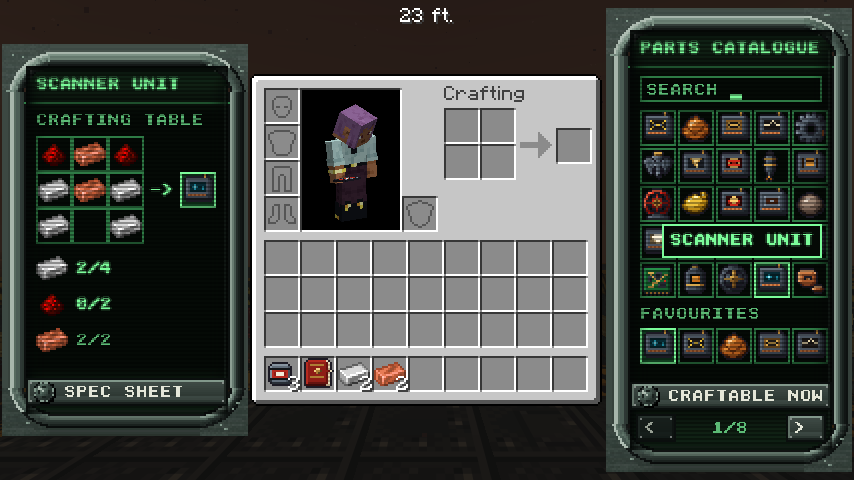 23 ft.
SCANNER UNIT
CRAFTING TABLE
2/4
0/2
2/2
SPEC SHEET
Crafting
3
2
2
PARTS CATALOGUE
SEARCH _
SCANNER UNIT
FAVOURITES
CRAFTABLE NOW
< 1/8 >